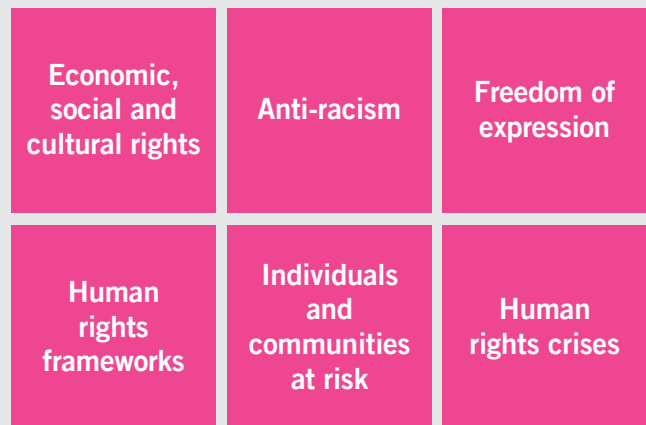 Economic,
social and
cultural rights
Anti-racism
Freedom of
expression
Human
rights
frameworks
Individuals
and
communities
at risk
Human
rights crises